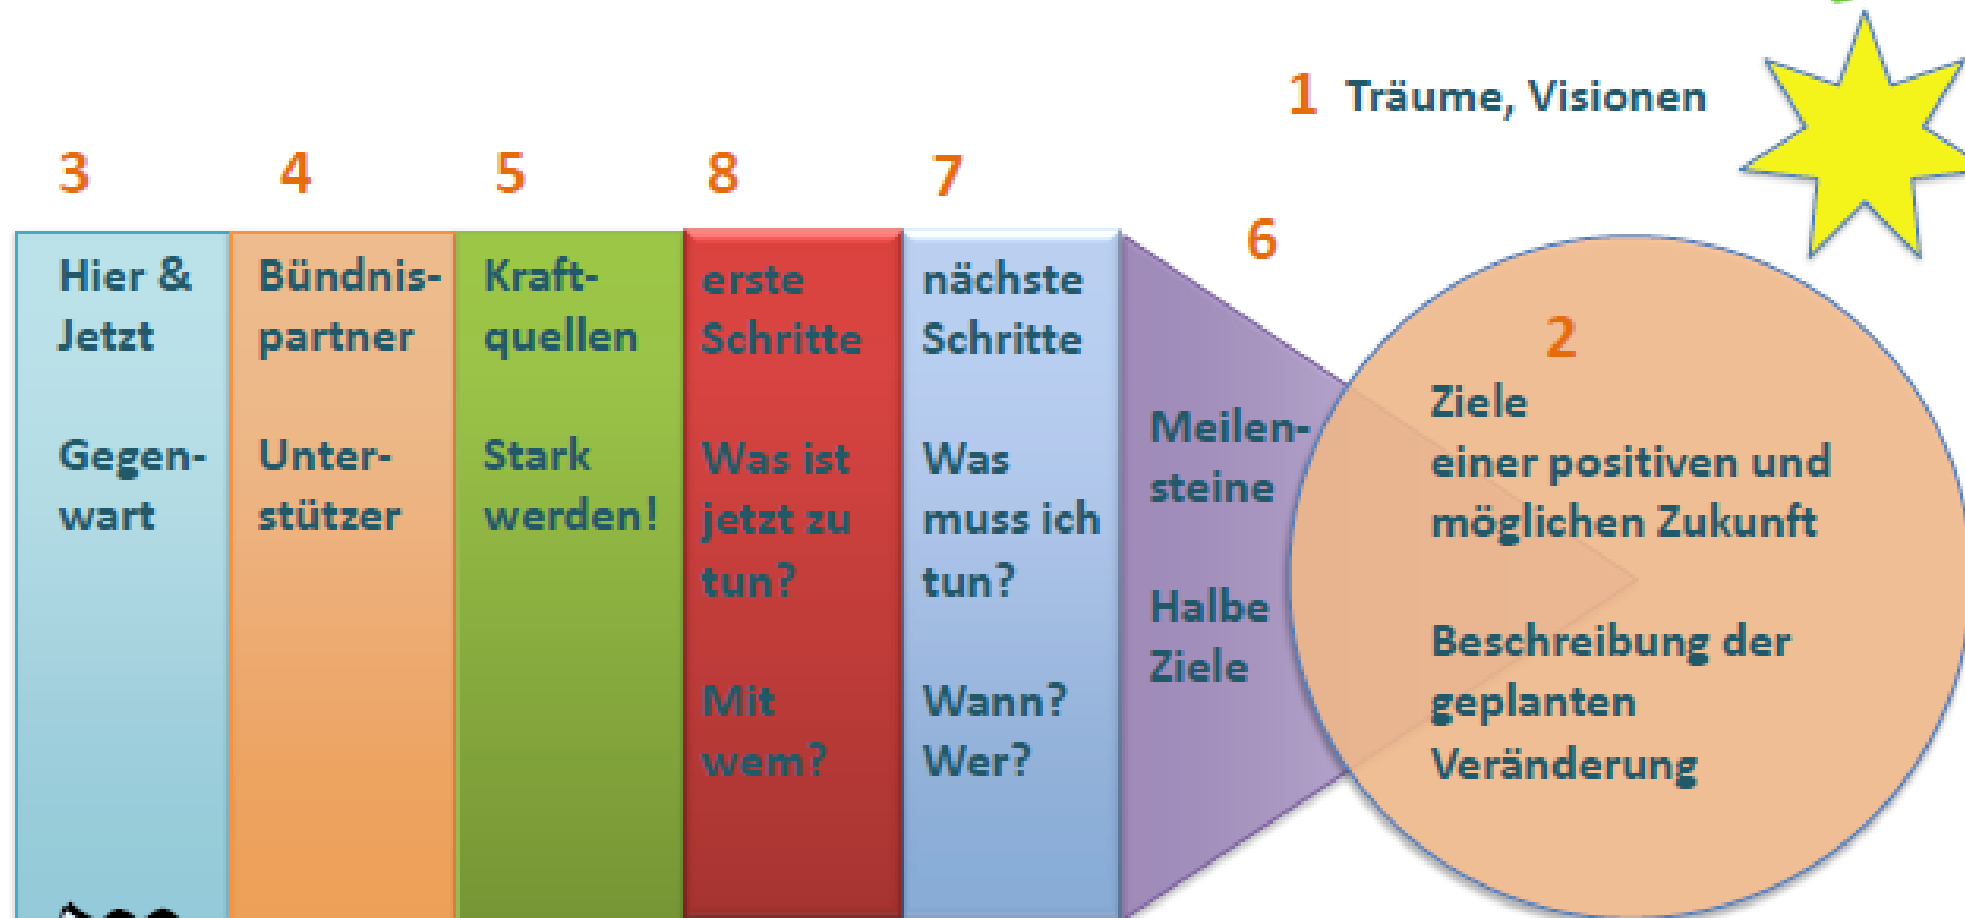 1 Träume, Visionen
3
Hier &
Jetzt
Gegen-
wart
4
Bündnis-
partner
Unter-
stützer
5
Kraft-
quellen
Stark
werden!
8
erste
Schritte
Was ist
jetzt zu
tun?
Mit
wem?
7
nächste
Schritte
Was
muss ich
tun?
Wann?
Wer?
6
Meilen-
steine
Halbe
Ziele
2
Ziele
einer positiven und
möglichen Zukunft
Beschreibung der
geplanten
Veränderung